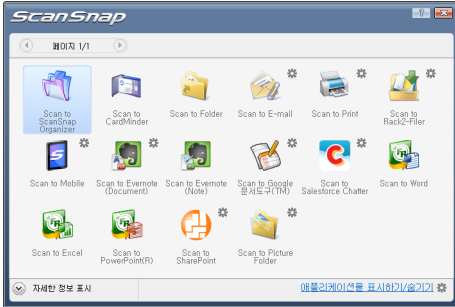 ScanSnap
페이지 1/1
Scan to ScanSnap Organizer
Scan to CardMinder
Scan to Folder
Scan to E-mail
Scan to Print
Scan to Rack2-Filer
Scan to Mobile
Scan to Evernote (Document)
Scan to Evernote (Note)
Scan to Google 문서도구(TM)
Scan to Salesforce Chatter
Scan to Word
Scan to Excel
Scan to PowerPoint(R)
Scan to SharePoint
Scan to Picture Folder
자세한 정보 표시
애플리케이션을 표시하기/숨기기